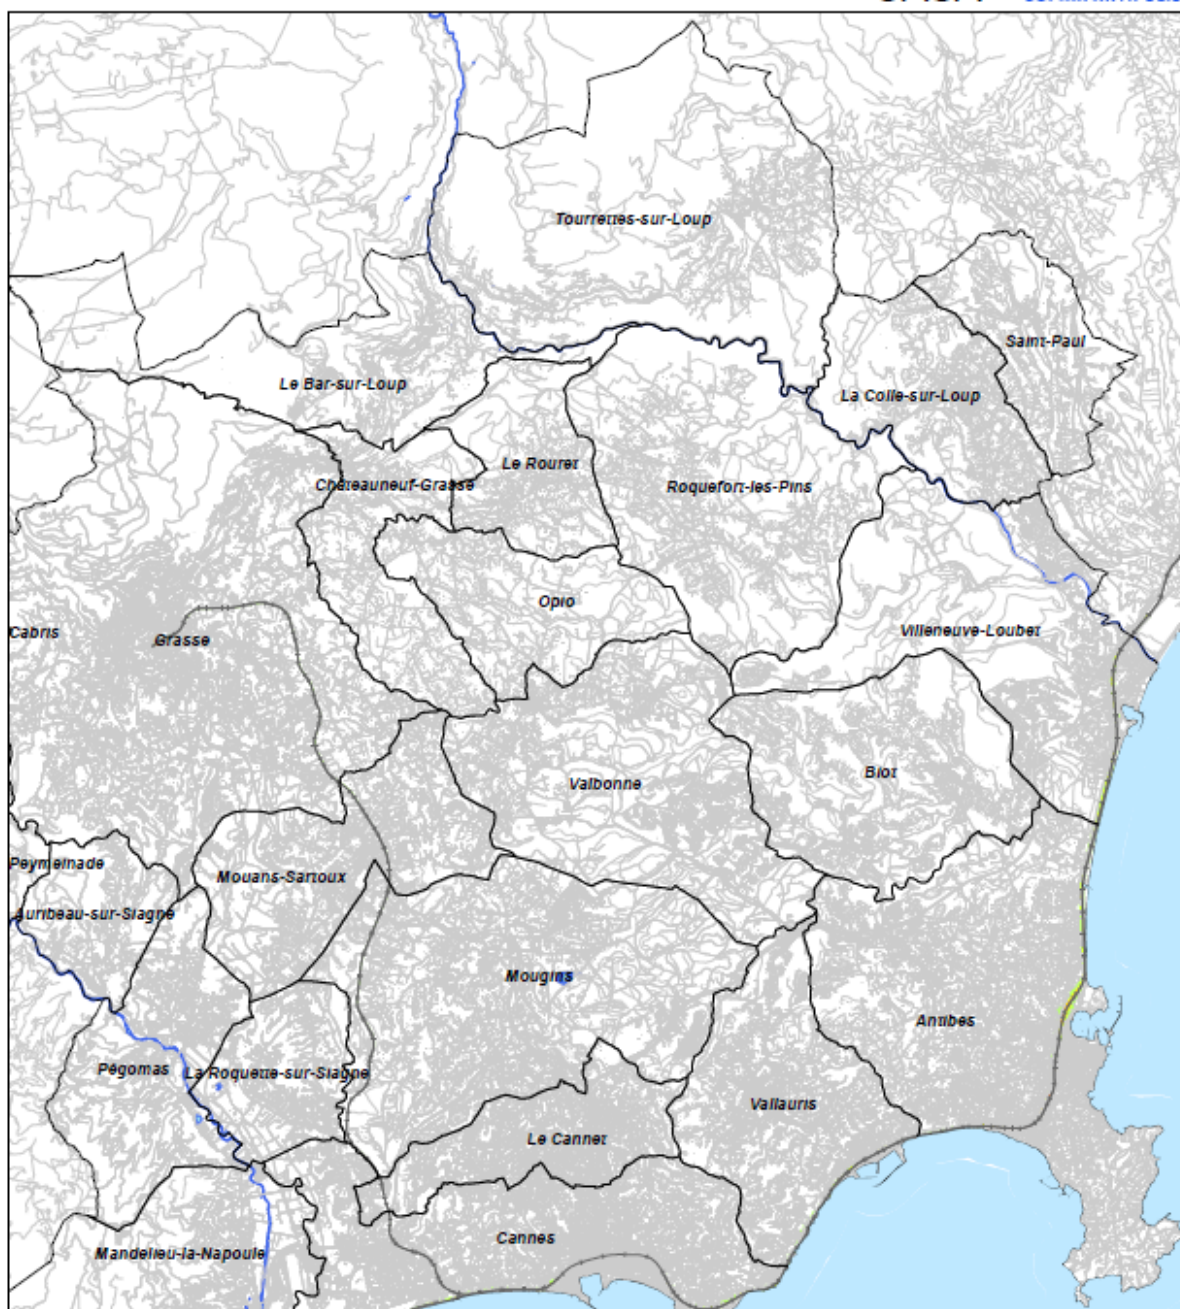 Tourrettes-sur-Loup
Saint-Paul
Le Bar-sur-Loup
La Colle-sur-Loup
Le Rouret
Châteauneuf-Grasse
Roquefort-les-Pins
Opio
Cabris
Grasse
Villeneuve-Loubet
Biot
Valbonne
Peymeinade
Mouans-Sartoux
Auribeau-sur-Siagne
Mougins
Antibes
Pégomas
La Roquette-sur-Siagne
Vallauris
Le Cannet
Cannes
Mandelieu-la-Napoule